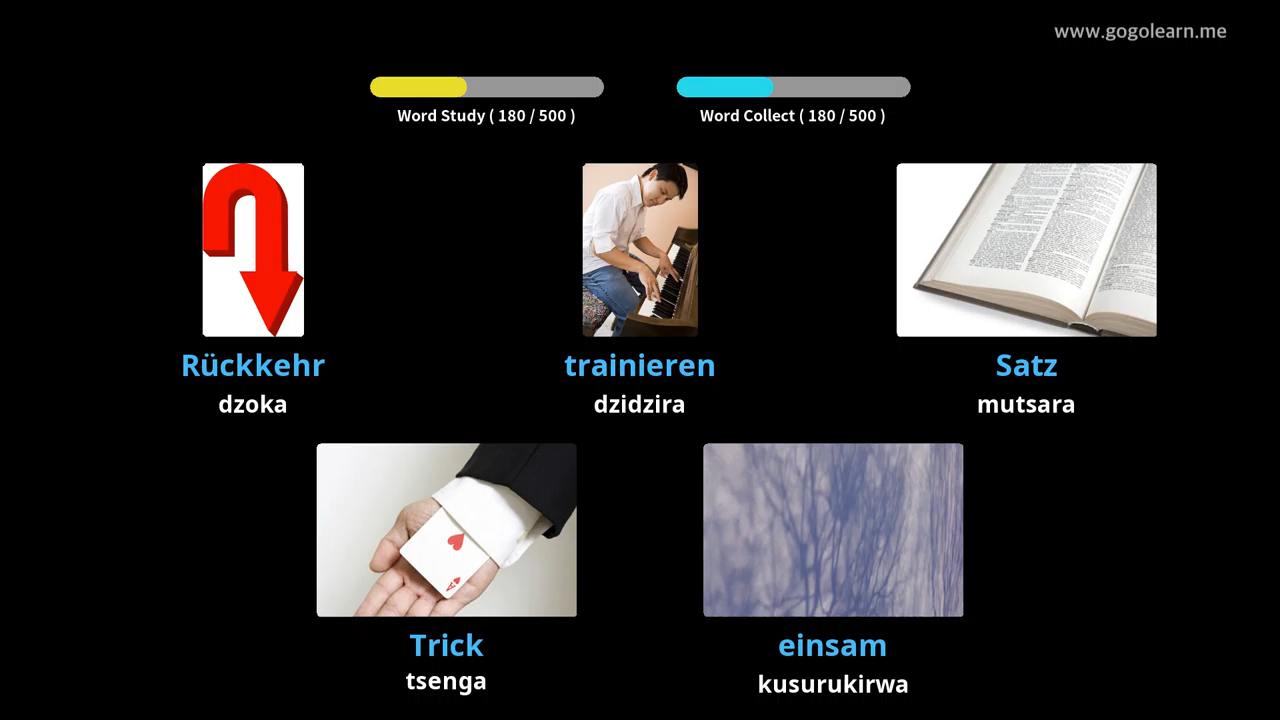 www.gogolearn.me
Word Study ( 180 / 500 )
Word Collect ( 180 / 500 )
Rückkehr
dzoka
trainieren
dzidzira
Satz
mutsara
Trick
tsenga
einsam
kusurukirwa